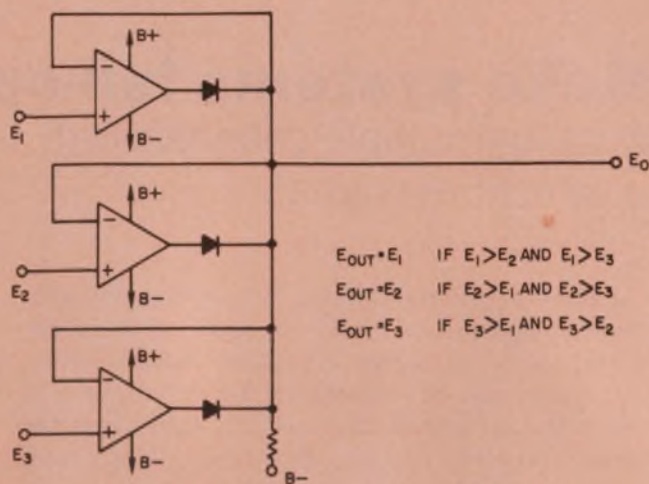 B+
−
+
E1
B−
E0
B+
−
+
E2
B−
EOUT=E1 IF E1>E2 AND E1>E3
EOUT=E2 IF E2>E1 AND E2>E3
EOUT=E3 IF E3>E1 AND E3>E2
B+
−
+
E3
B−
B−